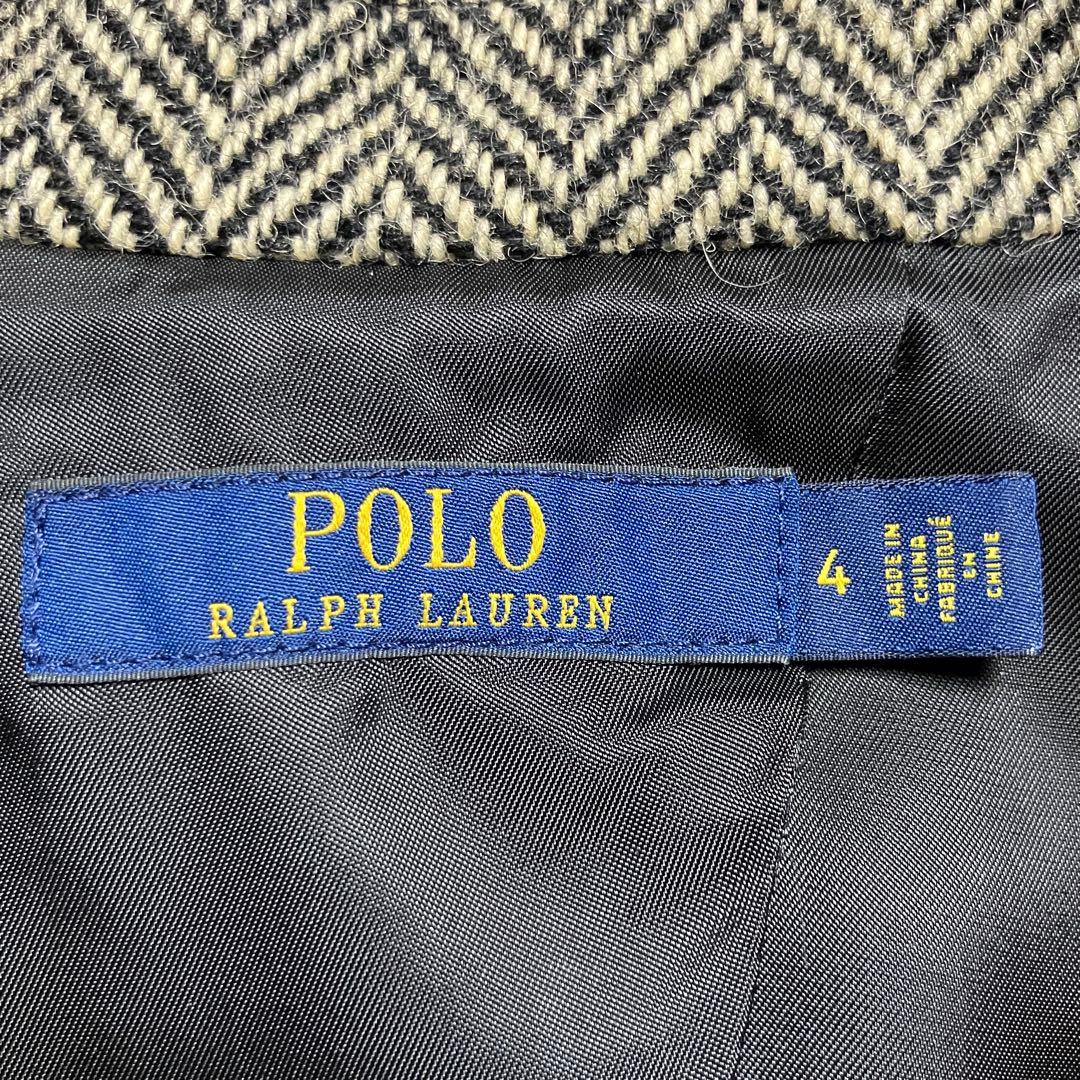 POLO
RALPH LAUREN
4
MADE IN
CHINA
FABRIQUÉ
EN
CHINE